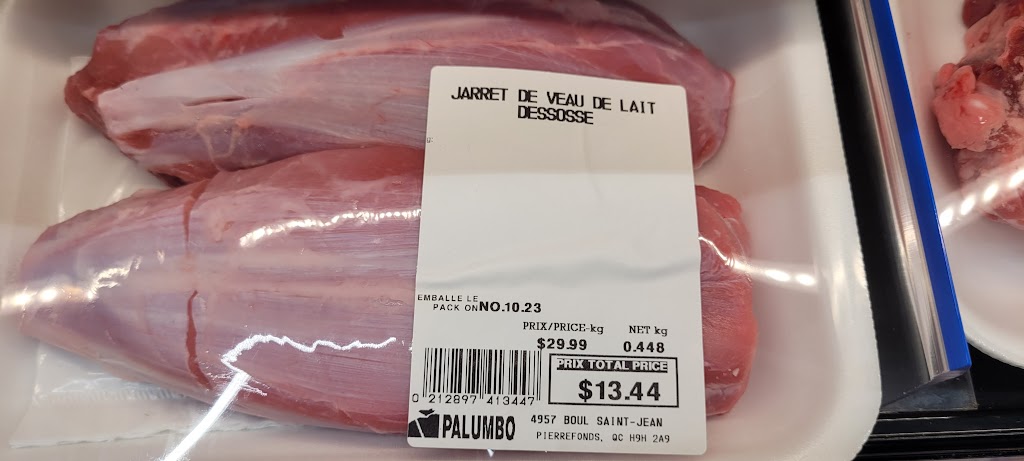 JARRET DE VEAU DE LAIT
DESSOSSE
EMBALLE LE
PACK ON NO.10.23
PRIX/PRICE-kg NET kg
$29.99 0.448
PRIX TOTAL PRICE
$13.44
0 212897 413447
PALUMBO
4957 BOUL SAINT-JEAN
PIERREFONDS, QC H9H 2A9